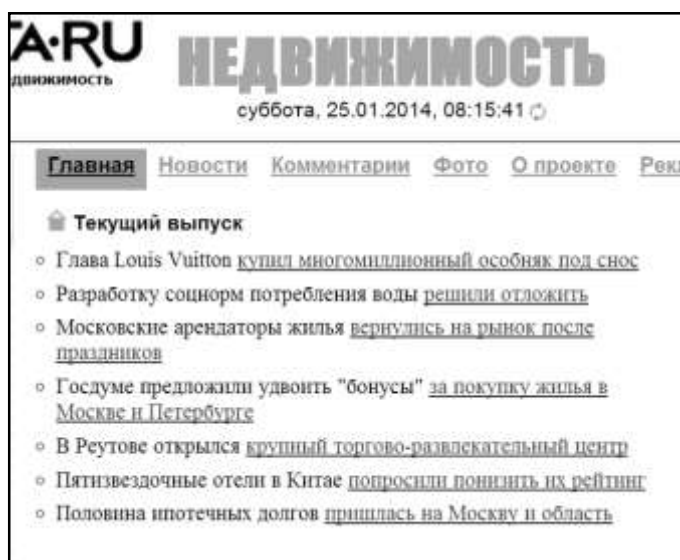 ТА·RU
движимость
НЕДВИЖИМОСТЬ
суббота, 25.01.2014, 08:15:41
Главная Новости Комментарии Фото О проекте Рек
Текущий выпуск
Глава Louis Vuitton купил многомиллионный особняк под снос
Разработку соцнорм потребления воды решили отложить
Московские арендаторы жилья вернулись на рынок после
праздников
Госдуме предложили удвоить "бонусы" за покупку жилья в
Москве и Петербурге
В Реутове открылся крупный торгово-развлекательный центр
Пятизвездочные отели в Китае попросили понизить их рейтинг
Половина ипотечных долгов пришлась на Москву и область